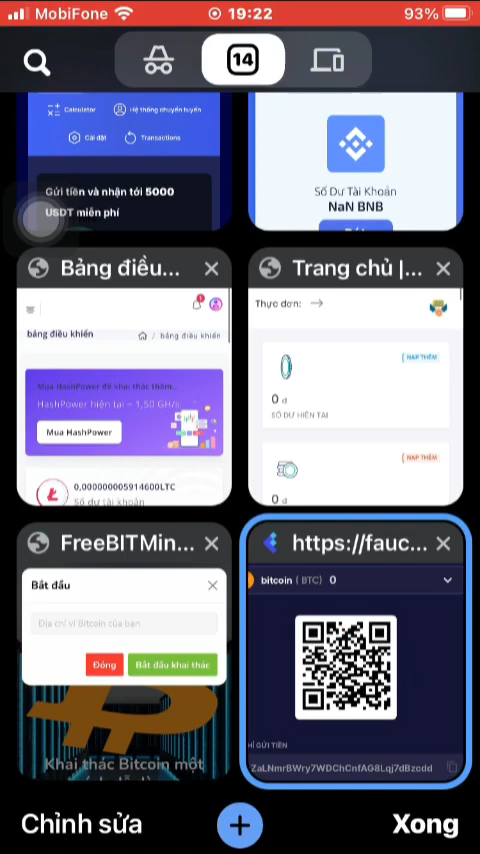 MobiFone
19:22
93%
14
Calculator
Hệ thống chuyển tuyến
Cài đặt
Transactions
Gửi tiền và nhận tới 5000
USDT miễn phí
Số Dư Tài Khoản
NaN BNB
Bảng điều...
bảng điều khiển
/ bảng điều khiển
Mua HashPower để khai thác thêm...
HashPower hiện tại ~ 1,50 GH/s
Mua HashPower
0,000000005914600LTC
Số dư tài khoản
Trang chủ |...
Thực đơn:
NẠP THÊM
0 đ
SỐ DƯ HIỆN TẠI
NẠP THÊM
0 đ
FreeBITMin...
Bắt đầu
Địa chỉ ví Bitcoin của bạn
Đóng
Bắt đầu khai thác
Khai thác Bitcoin một
https://fauc...
bitcoin ( BTC) 0
HỈ GỬI TIỀN
ZaLNmrBWry7WDChCnfAG8Lqj7dBzcdd
Chỉnh sửa
Xong